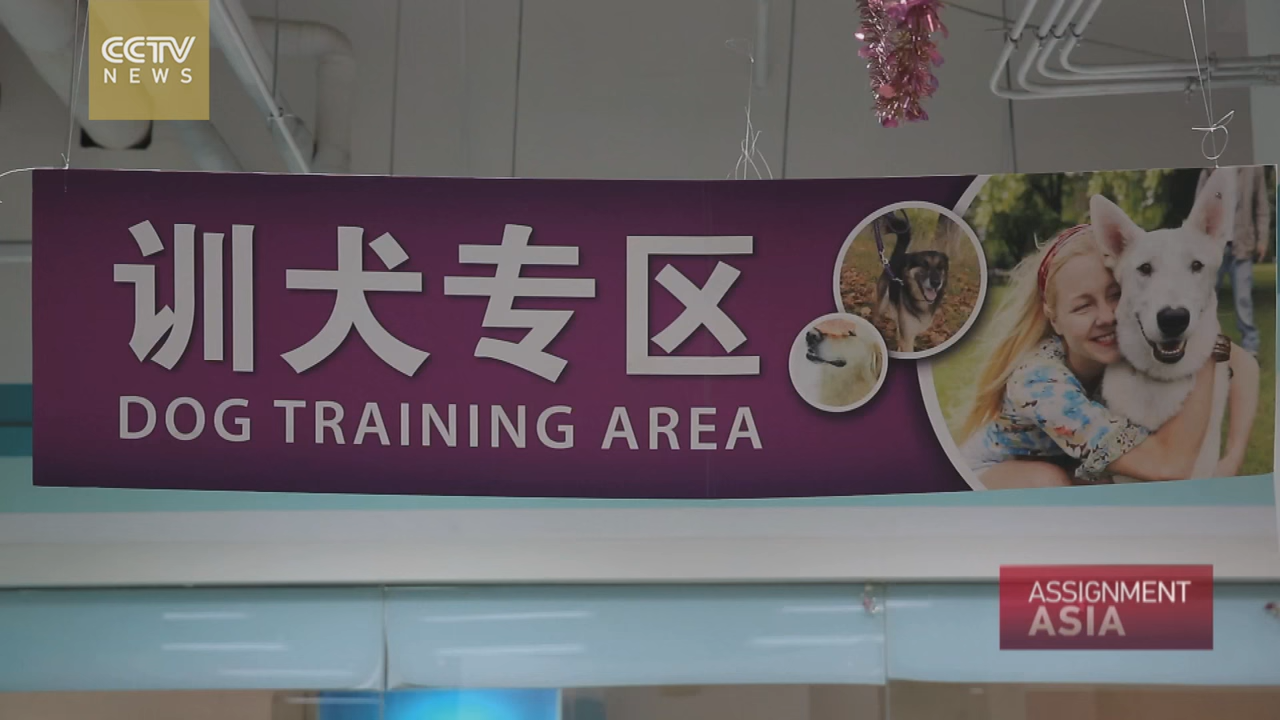 CCTV
NEWS
训犬专区
DOG TRAINING AREA
ASSIGNMENT
ASIA